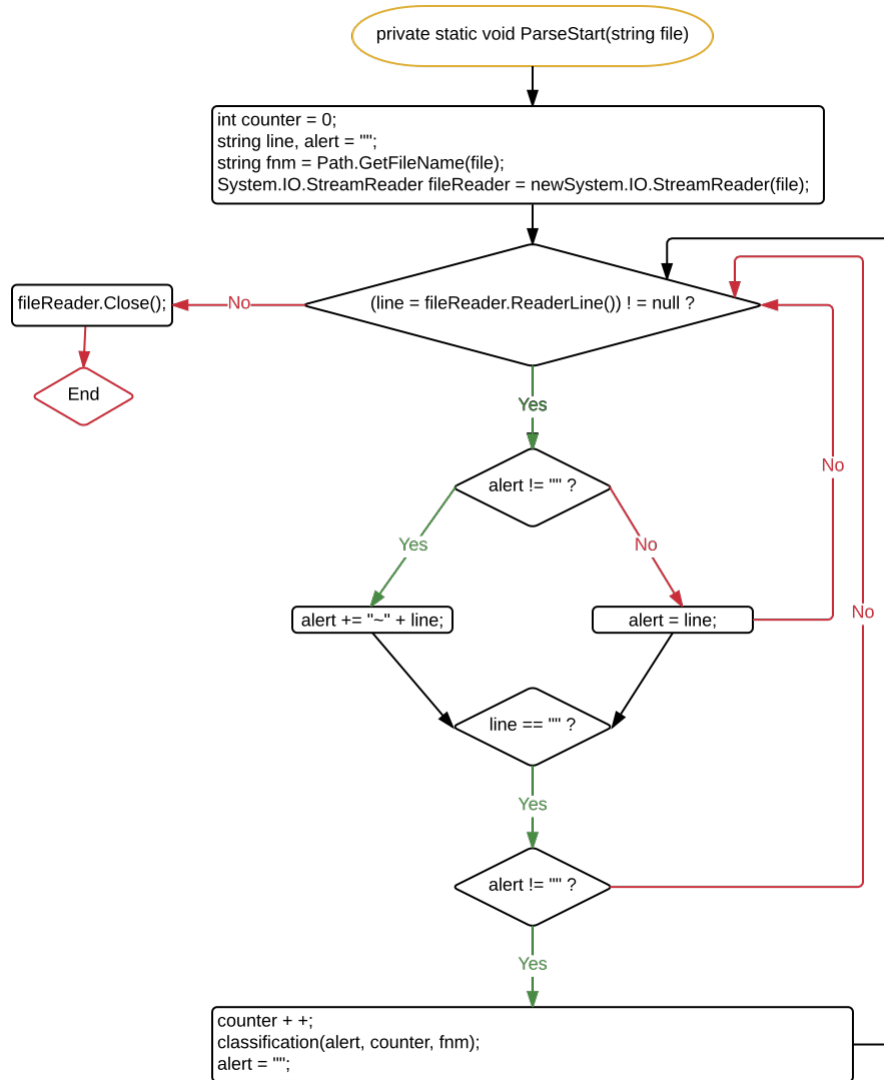 private static void ParseStart(string file)
int counter = 0;
string line, alert = "";
string fnm = Path.GetFileName(file);
System.IO.StreamReader fileReader = newSystem.IO.StreamReader(file);
(line = fileReader.ReaderLine()) ! = null ?
No
fileReader.Close();
End
Yes
alert != "" ?
Yes
No
No
alert += "~" + line;
alert = line;
No
line == "" ?
Yes
alert != "" ?
Yes
counter + +;
classification(alert, counter, fnm);
alert = "";